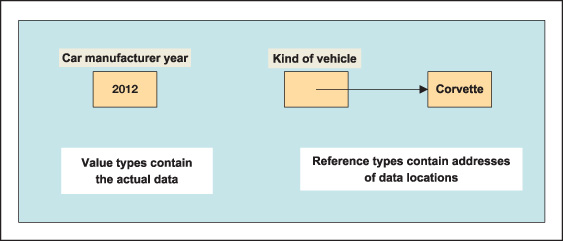 Car manufacturer year
Kind of vehicle
2012
Corvette
Value types contain
the actual data
Reference types contain addresses
of data locations